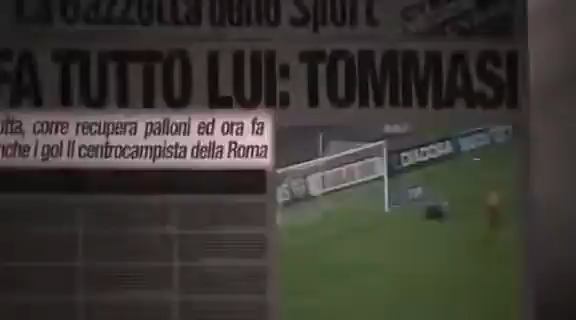 La Gazzetta dello Sport
FA TUTTO LUI: TOMMASI
otta, corre recupera palloni ed ora fa
nche i gol Il centrocampista della Roma